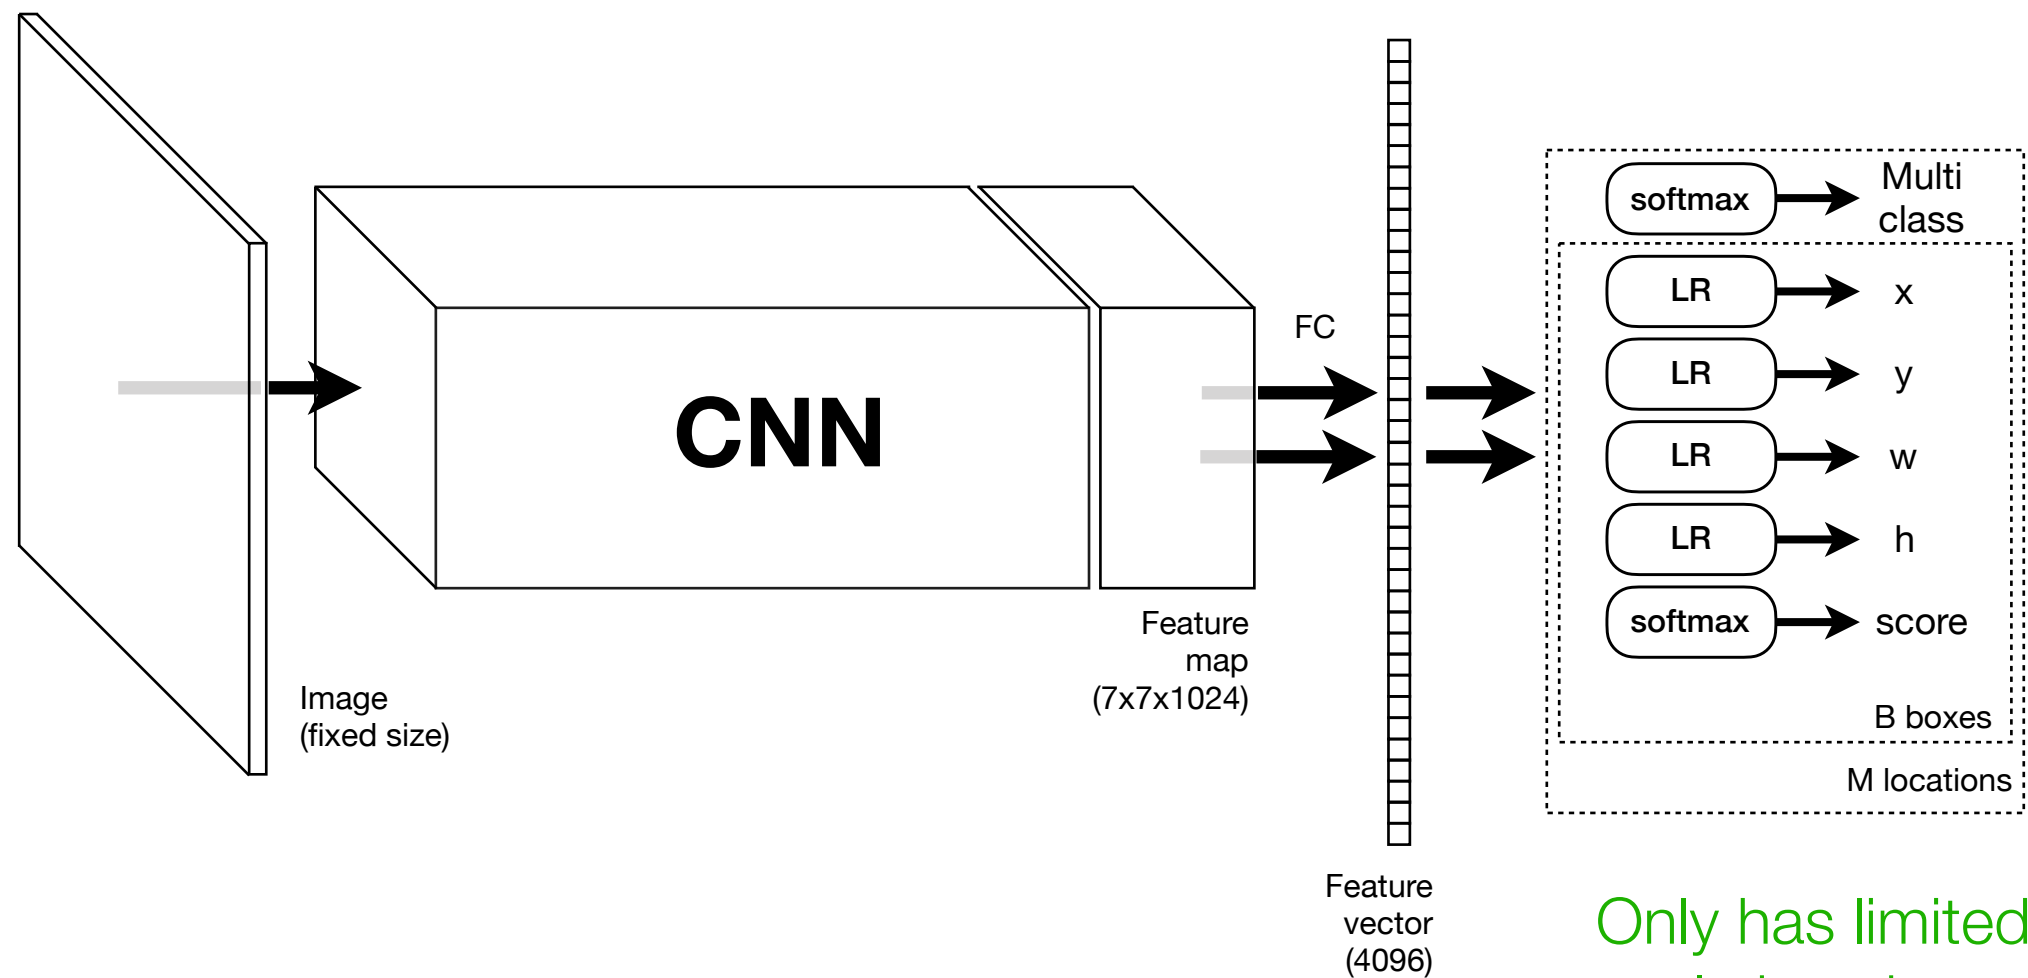 Image
(fixed size)
CNN
Feature
map
(7x7x1024)
FC
Feature
vector
(4096)
softmax
Multi
class
LR
x
LR
y
LR
w
LR
h
softmax
score
B boxes
M locations
Only has limited